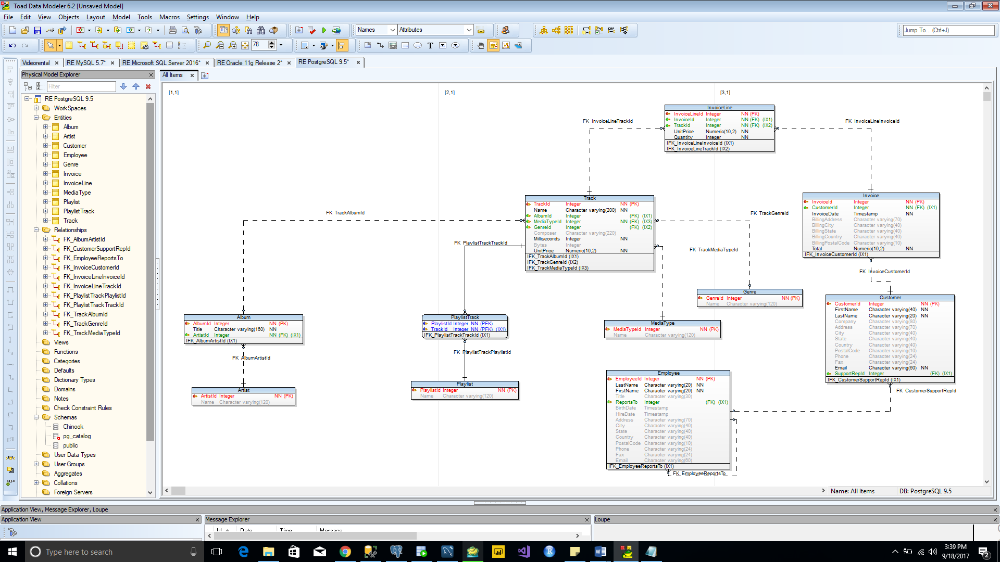 Toad Data Modeler 6.2 [Unsaved Model]
File Edit View Objects Layout Model Tools Macros Settings Window Help
Names Attributes Jump To... (Ctrl+J)
78
Videorental RE MySQL 5.7* RE Microsoft SQL Server 2016* RE Oracle 11g Release 2* RE PostgreSQL 9.5*
Physical Model Explorer
Filter
RE PostgreSQL 9.5
WorkSpaces
Entities
Album
Artist
Customer
Employee
Genre
Invoice
InvoiceLine
MediaType
Playlist
PlaylistTrack
Track
Relationships
FK_AlbumArtistId
FK_CustomerSupportRepId
FK_EmployeeReportsTo
FK_InvoiceCustomerId
FK_InvoiceLineInvoiceId
FK_InvoiceLineTrackId
FK_PlaylistTrackPlaylistId
FK_PlaylistTrackTrackId
FK_TrackAlbumId
FK_TrackGenreId
FK_TrackMediaTypeId
Views
Functions
Categories
Defaults
Dictionary Types
Domains
Notes
Check Constraint Rules
Schemas
Chinook
pg_catalog
public
User Data Types
User Groups
Aggregates
Collations
Foreign Servers
All Items
[1,1] [2,1] [3,1]
InvoiceLine
InvoiceLineId Integer NN (PK)
InvoiceId Integer NN (FK) (IX1)
TrackId Integer NN (FK) (IX2)
UnitPrice Numeric(10,2) NN
Quantity Integer NN
IFK_InvoiceLineInvoiceId (IX1)
IFK_InvoiceLineTrackId (IX2)
FK_InvoiceLineTrackId
FK_InvoiceLineInvoiceId
Track
TrackId Integer NN (PK)
Name Character varying(200) NN
AlbumId Integer (FK) (IX1)
MediaTypeId Integer NN (FK) (IX3)
GenreId Integer (FK) (IX2)
Composer Character varying(220)
Milliseconds Integer NN
Bytes Integer
UnitPrice Numeric(10,2) NN
IFK_TrackAlbumId (IX1)
IFK_TrackGenreId (IX2)
IFK_TrackMediaTypeId (IX3)
Invoice
InvoiceId Integer NN (PK)
CustomerId Integer NN (FK) (IX1)
InvoiceDate Timestamp NN
BillingAddress Character varying(70)
BillingCity Character varying(40)
BillingState Character varying(40)
BillingCountry Character varying(40)
BillingPostalCode Character varying(10)
Total Numeric(10,2) NN
IFK_InvoiceCustomerId (IX1)
FK_TrackAlbumId
FK_PlaylistTrackTrackId
FK_TrackGenreId
FK_TrackMediaTypeId
FK_InvoiceCustomerId
Genre
GenreId Integer NN (PK)
Name Character varying(120)
Customer
CustomerId Integer NN (PK)
FirstName Character varying(40) NN
LastName Character varying(20) NN
Company Character varying(80)
Address Character varying(70)
City Character varying(40)
State Character varying(40)
Country Character varying(40)
PostalCode Character varying(10)
Phone Character varying(24)
Fax Character varying(24)
Email Character varying(60) NN
SupportRepId Integer (FK) (IX1)
IFK_CustomerSupportRepId (IX1)
Album
AlbumId Integer NN (PK)
Title Character varying(160) NN
ArtistId Integer NN (FK) (IX1)
IFK_AlbumArtistId (IX1)
PlaylistTrack
PlaylistId Integer NN (PFK)
TrackId Integer NN (PFK) (IX1)
IFK_PlaylistTrackTrackId (IX1)
MediaType
MediaTypeId Integer NN (PK)
Name Character varying(120)
FK_AlbumArtistId
FK_PlaylistTrackPlaylistId
Artist
ArtistId Integer NN (PK)
Name Character varying(120)
Playlist
PlaylistId Integer NN (PK)
Name Character varying(120)
Employee
EmployeeId Integer NN (PK)
LastName Character varying(20) NN
FirstName Character varying(20) NN
Title Character varying(30)
ReportsTo Integer (FK) (IX1)
BirthDate Timestamp
HireDate Timestamp
Address Character varying(70)
City Character varying(40)
State Character varying(40)
Country Character varying(40)
PostalCode Character varying(10)
Phone Character varying(24)
Fax Character varying(24)
Email Character varying(60)
IFK_EmployeeReportsTo (IX1)
FK_CustomerSupportRepId
FK_EmployeeReportsTo
Name: All Items DB: PostgreSQL 9.5
Application View, Message Explorer, Loupe
Application View
Message Explorer
Loupe
Id Date Time Message
Type here to search
3:39 PM
9/18/2017
2